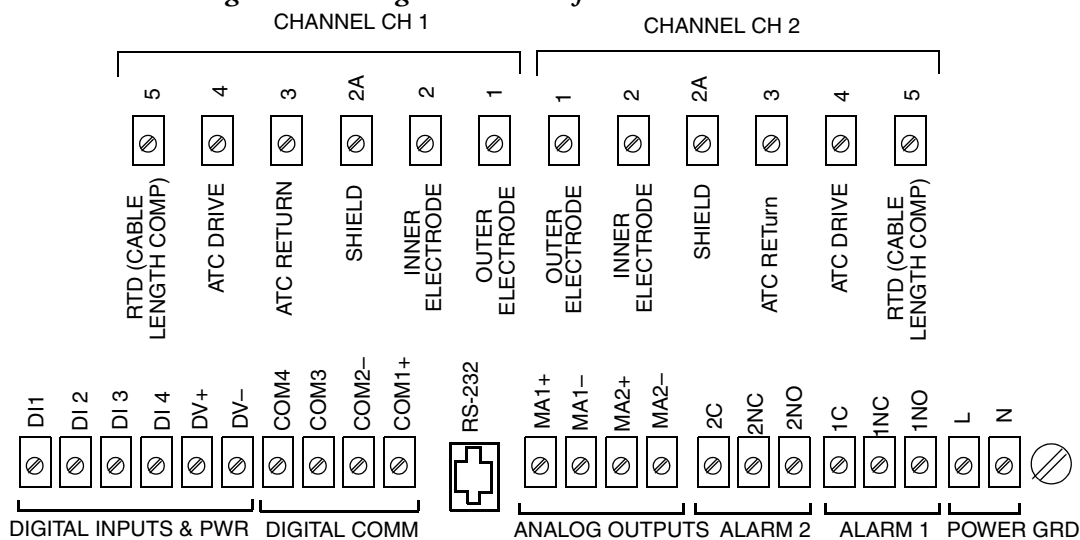 CHANNEL CH 1
CHANNEL CH 2
5
4
3
2A
2
1
1
2
2A
3
4
5
RTD (CABLE
LENGTH COMP)
ATC DRIVE
ATC RETURN
SHIELD
INNER
ELECTRODE
OUTER
ELECTRODE
OUTER
ELECTRODE
INNER
ELECTRODE
SHIELD
ATC RETurn
ATC DRIVE
RTD (CABLE
LENGTH COMP)
DI1
DI 2
DI 3
DI 4
DV+
DV–
COM4
COM3
COM2–
COM1+
RS-232
MA1+
MA1–
MA2+
MA2–
2C
2NC
2NO
1C
1NC
1NO
L
N
DIGITAL INPUTS & PWR
DIGITAL COMM
ANALOG OUTPUTS
ALARM 2
ALARM 1
POWER GRD